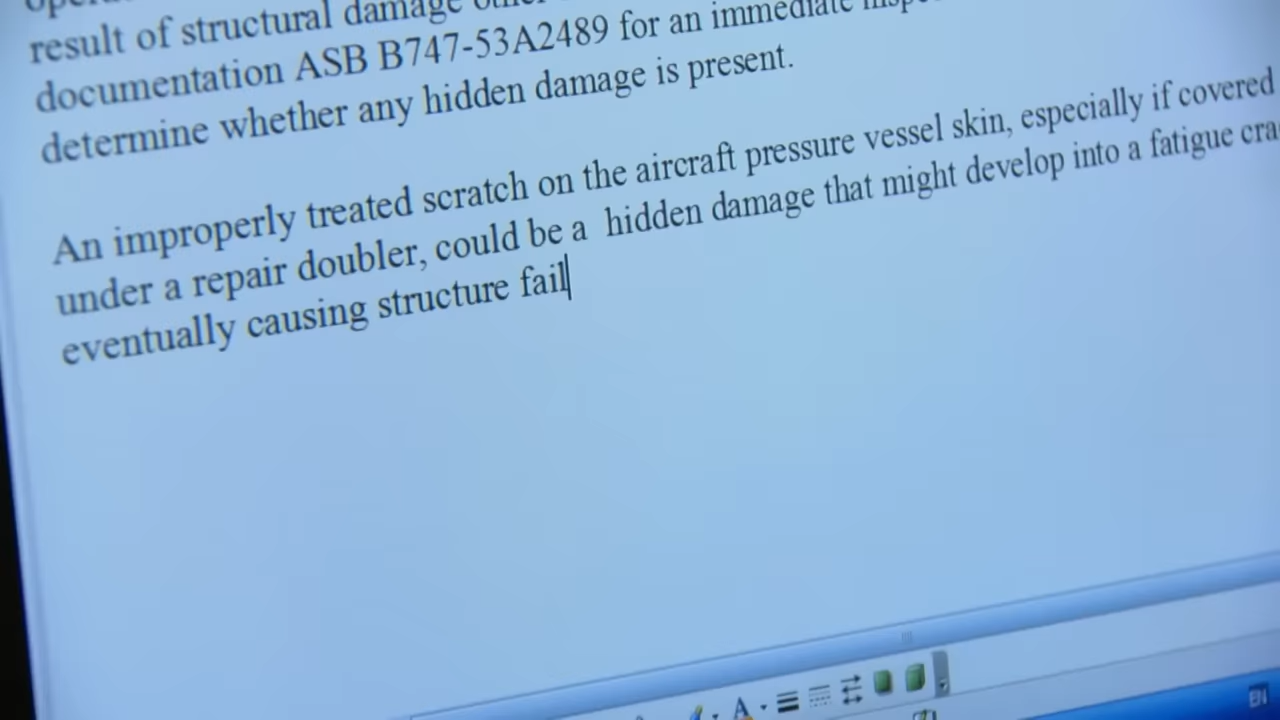 result of structural damage
documentation ASB B747-53A2489 for an immediate
determine whether any hidden damage is present.
An improperly treated scratch on the aircraft pressure vessel skin, especially if covered
under a repair doubler, could be a hidden damage that might develop into a fatigue cra
eventually causing structure fail
A
EN